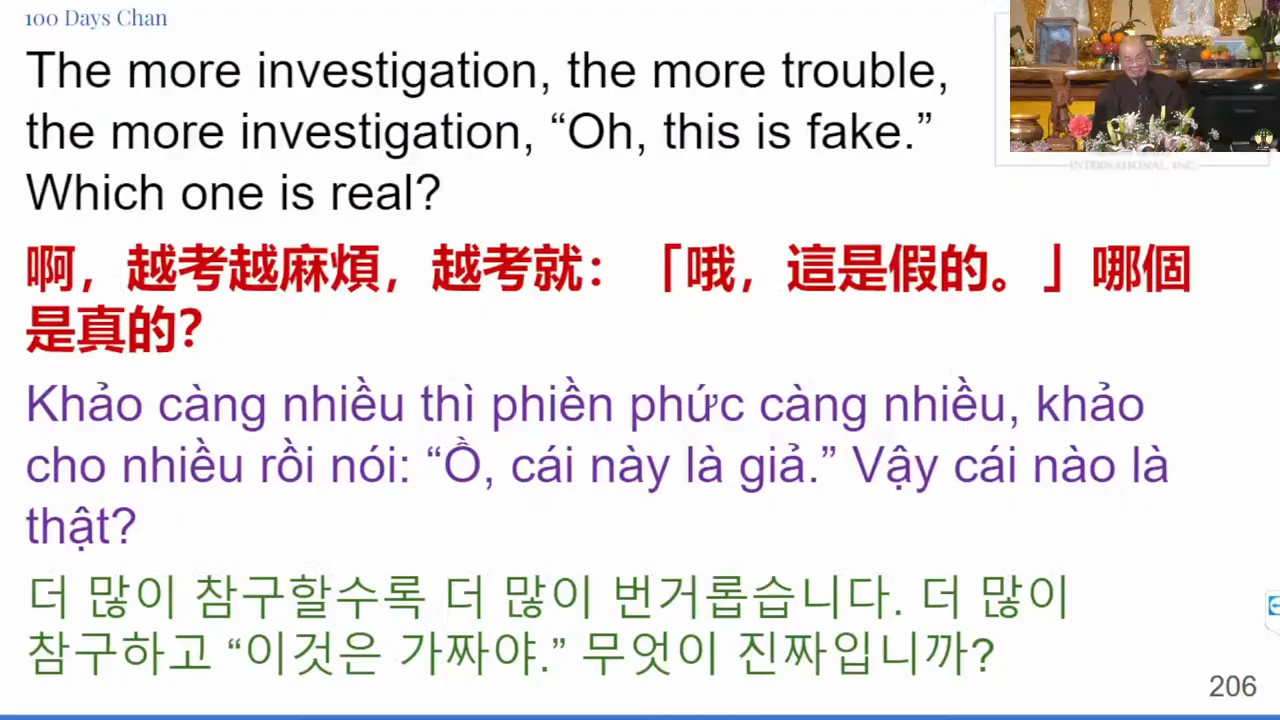 100 Days Chan
The more investigation, the more trouble,
the more investigation, “Oh, this is fake.”
Which one is real?
INTERNATIONAL, INC.
啊，越考越麻煩，越考就：「哦，這是假的。」哪個
是真的？
Khảo càng nhiều thì phiền phức càng nhiều, khảo
cho nhiều rồi nói: “Ồ, cái này là giả.” Vậy cái nào là
thật?
더 많이 참구할수록 더 많이 번거롭습니다. 더 많이
참구하고 “이것은 가짜야.” 무엇이 진짜입니까?
206